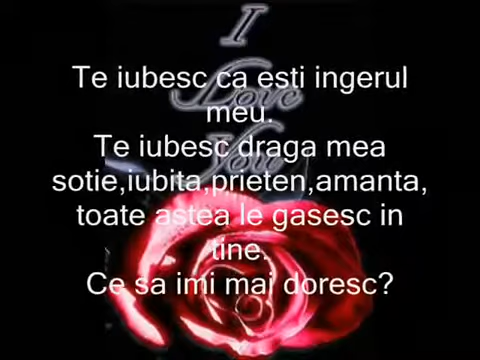 I
Love
You
Te iubesc ca esti ingerul
meu.
Te iubesc draga mea
sotie,iubita,prieten,amanta,
toate astea le gasesc in
tine.
Ce sa imi mai doresc?